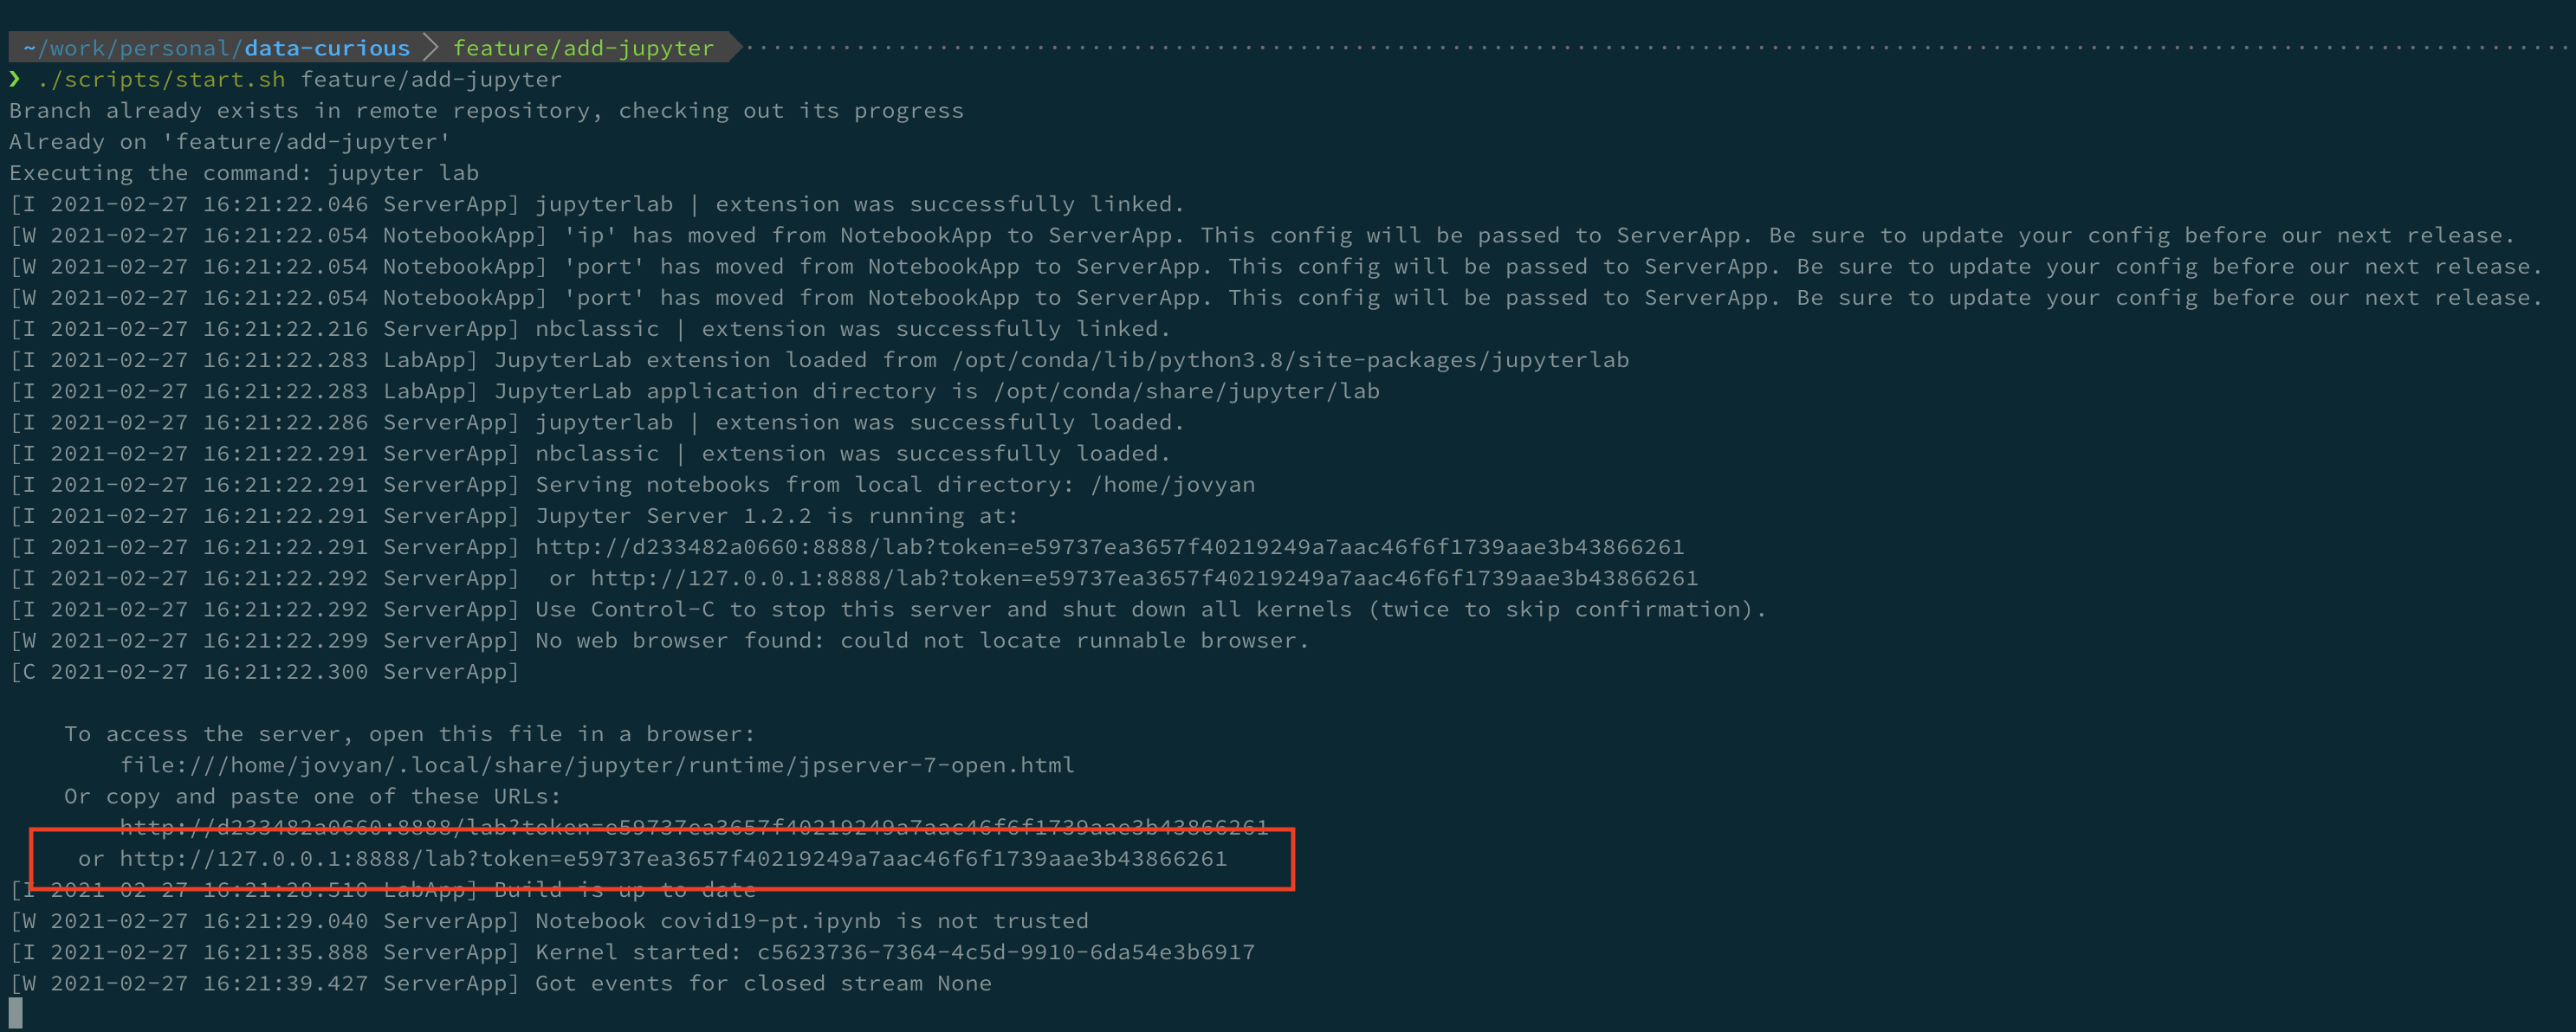 ~/work/personal/data-curious feature/add-jupyter
❯ ./scripts/start.sh feature/add-jupyter
Branch already exists in remote repository, checking out its progress
Already on 'feature/add-jupyter'
Executing the command: jupyter lab
[I 2021-02-27 16:21:22.046 ServerApp] jupyterlab | extension was successfully linked.
[W 2021-02-27 16:21:22.054 NotebookApp] 'ip' has moved from NotebookApp to ServerApp. This config will be passed to ServerApp. Be sure to update your config before our next release.
[W 2021-02-27 16:21:22.054 NotebookApp] 'port' has moved from NotebookApp to ServerApp. This config will be passed to ServerApp. Be sure to update your config before our next release.
[W 2021-02-27 16:21:22.054 NotebookApp] 'port' has moved from NotebookApp to ServerApp. This config will be passed to ServerApp. Be sure to update your config before our next release.
[I 2021-02-27 16:21:22.216 ServerApp] nbclassic | extension was successfully linked.
[I 2021-02-27 16:21:22.283 LabApp] JupyterLab extension loaded from /opt/conda/lib/python3.8/site-packages/jupyterlab
[I 2021-02-27 16:21:22.283 LabApp] JupyterLab application directory is /opt/conda/share/jupyter/lab
[I 2021-02-27 16:21:22.286 ServerApp] jupyterlab | extension was successfully loaded.
[I 2021-02-27 16:21:22.291 ServerApp] nbclassic | extension was successfully loaded.
[I 2021-02-27 16:21:22.291 ServerApp] Serving notebooks from local directory: /home/jovyan
[I 2021-02-27 16:21:22.291 ServerApp] Jupyter Server 1.2.2 is running at:
[I 2021-02-27 16:21:22.291 ServerApp] http://d233482a0660:8888/lab?token=e59737ea3657f40219249a7aac46f6f1739aae3b43866261
[I 2021-02-27 16:21:22.292 ServerApp]  or http://127.0.0.1:8888/lab?token=e59737ea3657f40219249a7aac46f6f1739aae3b43866261
[I 2021-02-27 16:21:22.292 ServerApp] Use Control-C to stop this server and shut down all kernels (twice to skip confirmation).
[W 2021-02-27 16:21:22.299 ServerApp] No web browser found: could not locate runnable browser.
[C 2021-02-27 16:21:22.300 ServerApp]
To access the server, open this file in a browser:
file:///home/jovyan/.local/share/jupyter/runtime/jpserver-7-open.html
Or copy and paste one of these URLs:
http://d233482a0660:8888/lab?token=e59737ea3657f40219249a7aac46f6f1739aae3b43866261
or http://127.0.0.1:8888/lab?token=e59737ea3657f40219249a7aac46f6f1739aae3b43866261
[I 2021-02-27 16:21:28.510 LabApp] Build is up to date
[W 2021-02-27 16:21:29.040 ServerApp] Notebook covid19-pt.ipynb is not trusted
[I 2021-02-27 16:21:35.888 ServerApp] Kernel started: c5623736-7364-4c5d-9910-6da54e3b6917
[W 2021-02-27 16:21:39.427 ServerApp] Got events for closed stream None